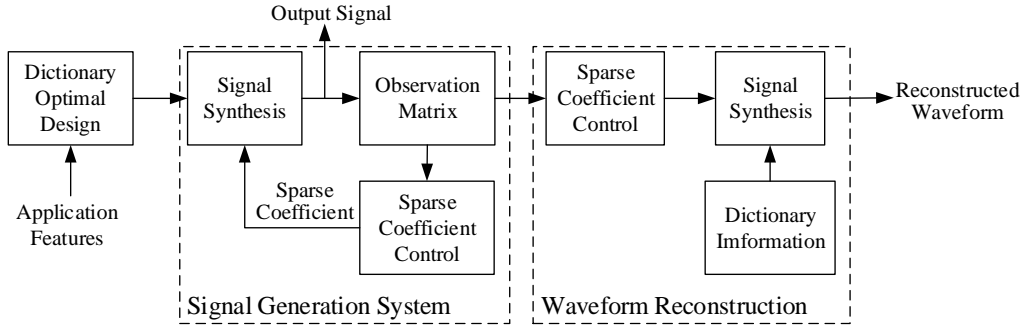 Output Signal
Dictionary
Optimal
Design
Signal
Synthesis
Observation
Matrix
Sparse
Coefficient
Control
Signal
Synthesis
Reconstructed
Waveform
Application
Features
Sparse
Coefficient
Sparse
Coefficient
Control
Dictionary
Imformation
Signal Generation System
Waveform Reconstruction